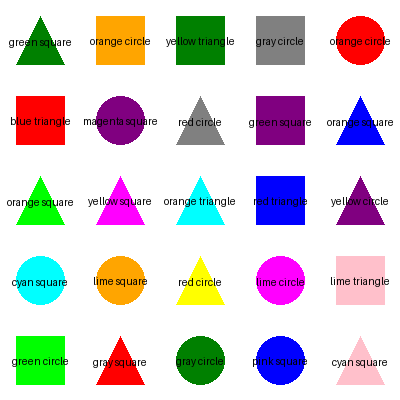 green square
orange circle
yellow triangle
gray circle
orange circle
blue triangle
magenta square
red circle
green square
orange square
orange square
yellow square
orange triangle
red triangle
yellow circle
cyan square
lime square
red circle
lime circle
lime triangle
green circle
gray square
gray circle
pink square
cyan square